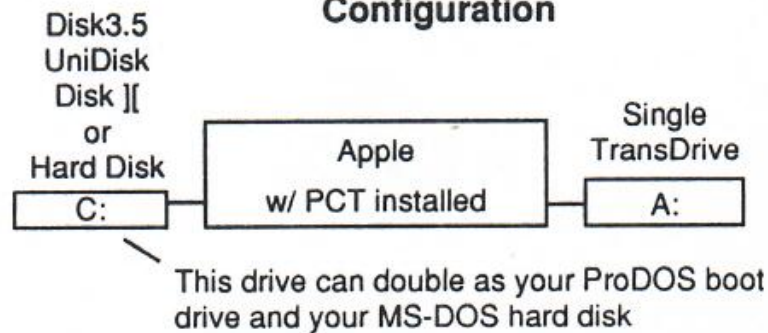 Configuration
Disk3.5
UniDisk
Disk ][
or
Hard Disk
C:
Apple
w/ PCT installed
Single
TransDrive
A:
This drive can double as your ProDOS boot
drive and your MS-DOS hard disk